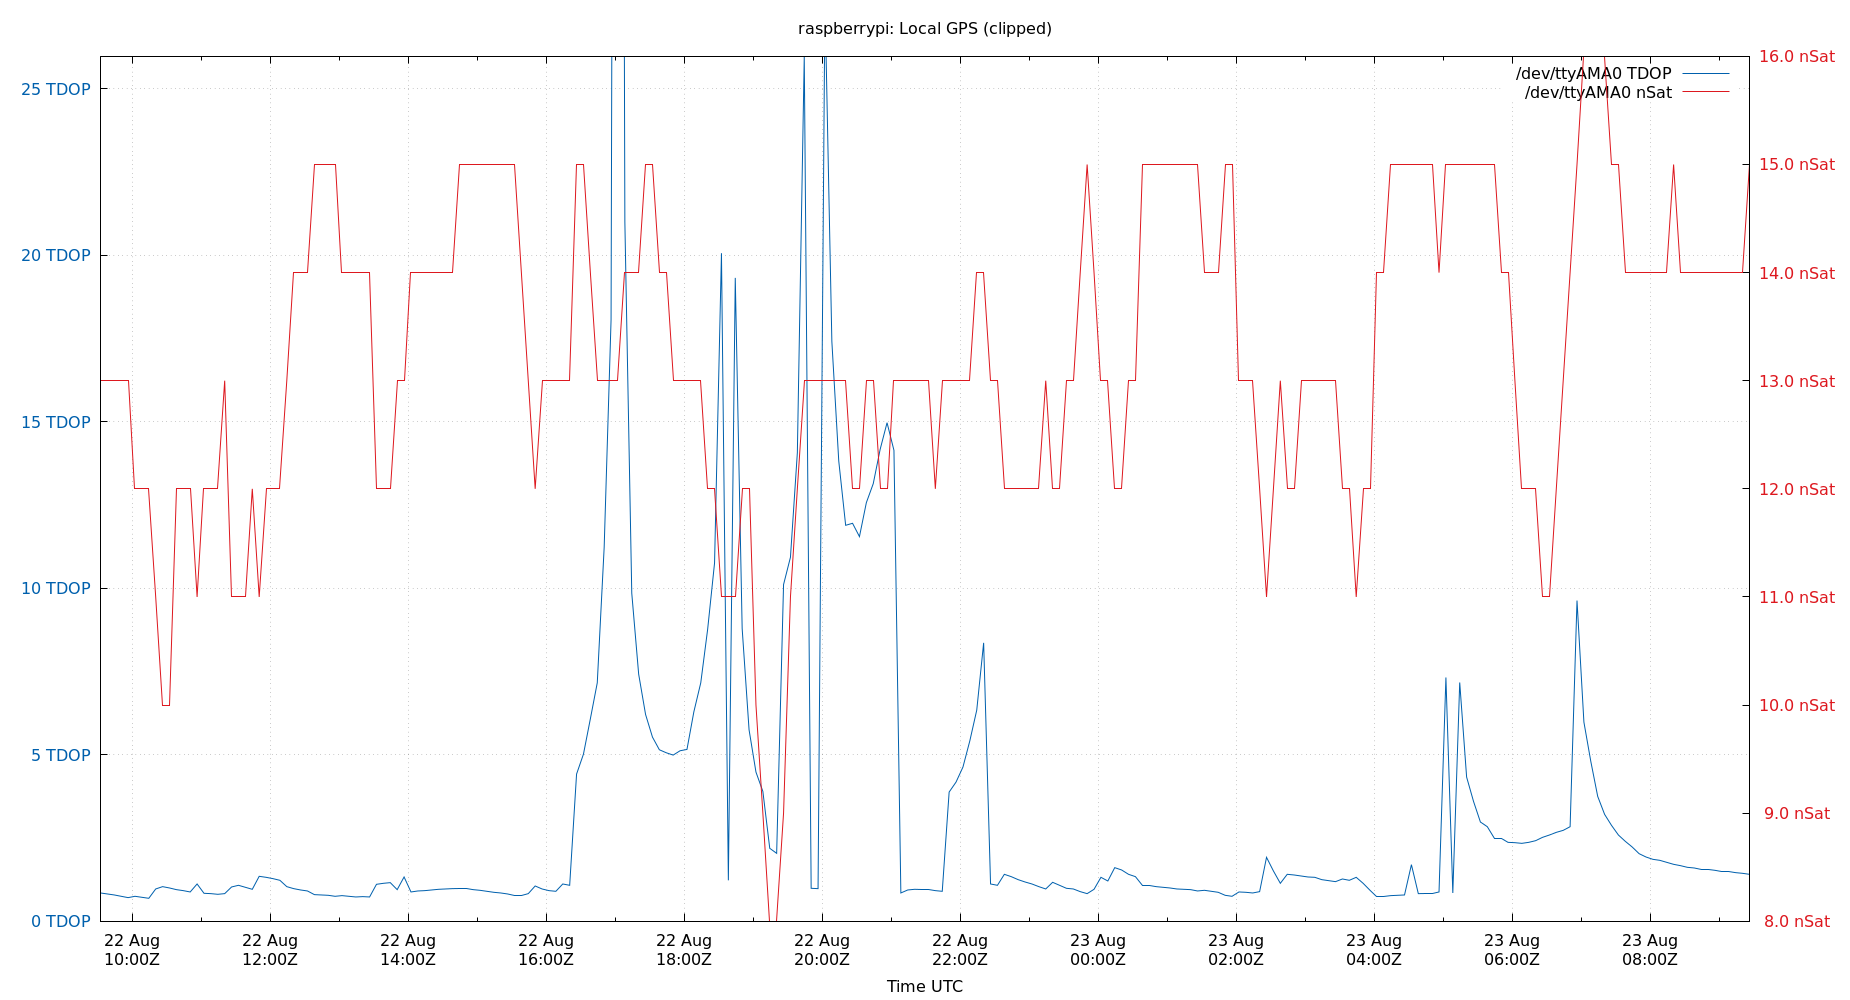 raspberrypi: Local GPS (clipped)
/dev/ttyAMA0 TDOP
/dev/ttyAMA0 nSat
25 TDOP
20 TDOP
15 TDOP
10 TDOP
5 TDOP
0 TDOP
16.0 nSat
15.0 nSat
14.0 nSat
13.0 nSat
12.0 nSat
11.0 nSat
10.0 nSat
9.0 nSat
8.0 nSat
22 Aug
10:00Z
22 Aug
12:00Z
22 Aug
14:00Z
22 Aug
16:00Z
22 Aug
18:00Z
22 Aug
20:00Z
22 Aug
22:00Z
23 Aug
00:00Z
23 Aug
02:00Z
23 Aug
04:00Z
23 Aug
06:00Z
23 Aug
08:00Z
Time UTC